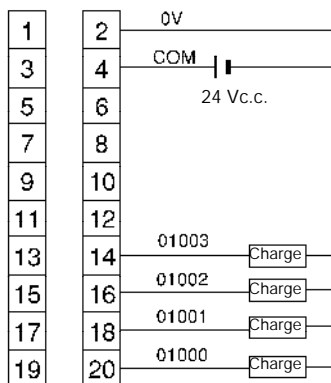 1 2 0V
3 4 COM
24 Vc.c.
5 6
7 8
9 10
11 12
13 14 01003 Charge
15 16 01002 Charge
17 18 01001 Charge
19 20 01000 Charge